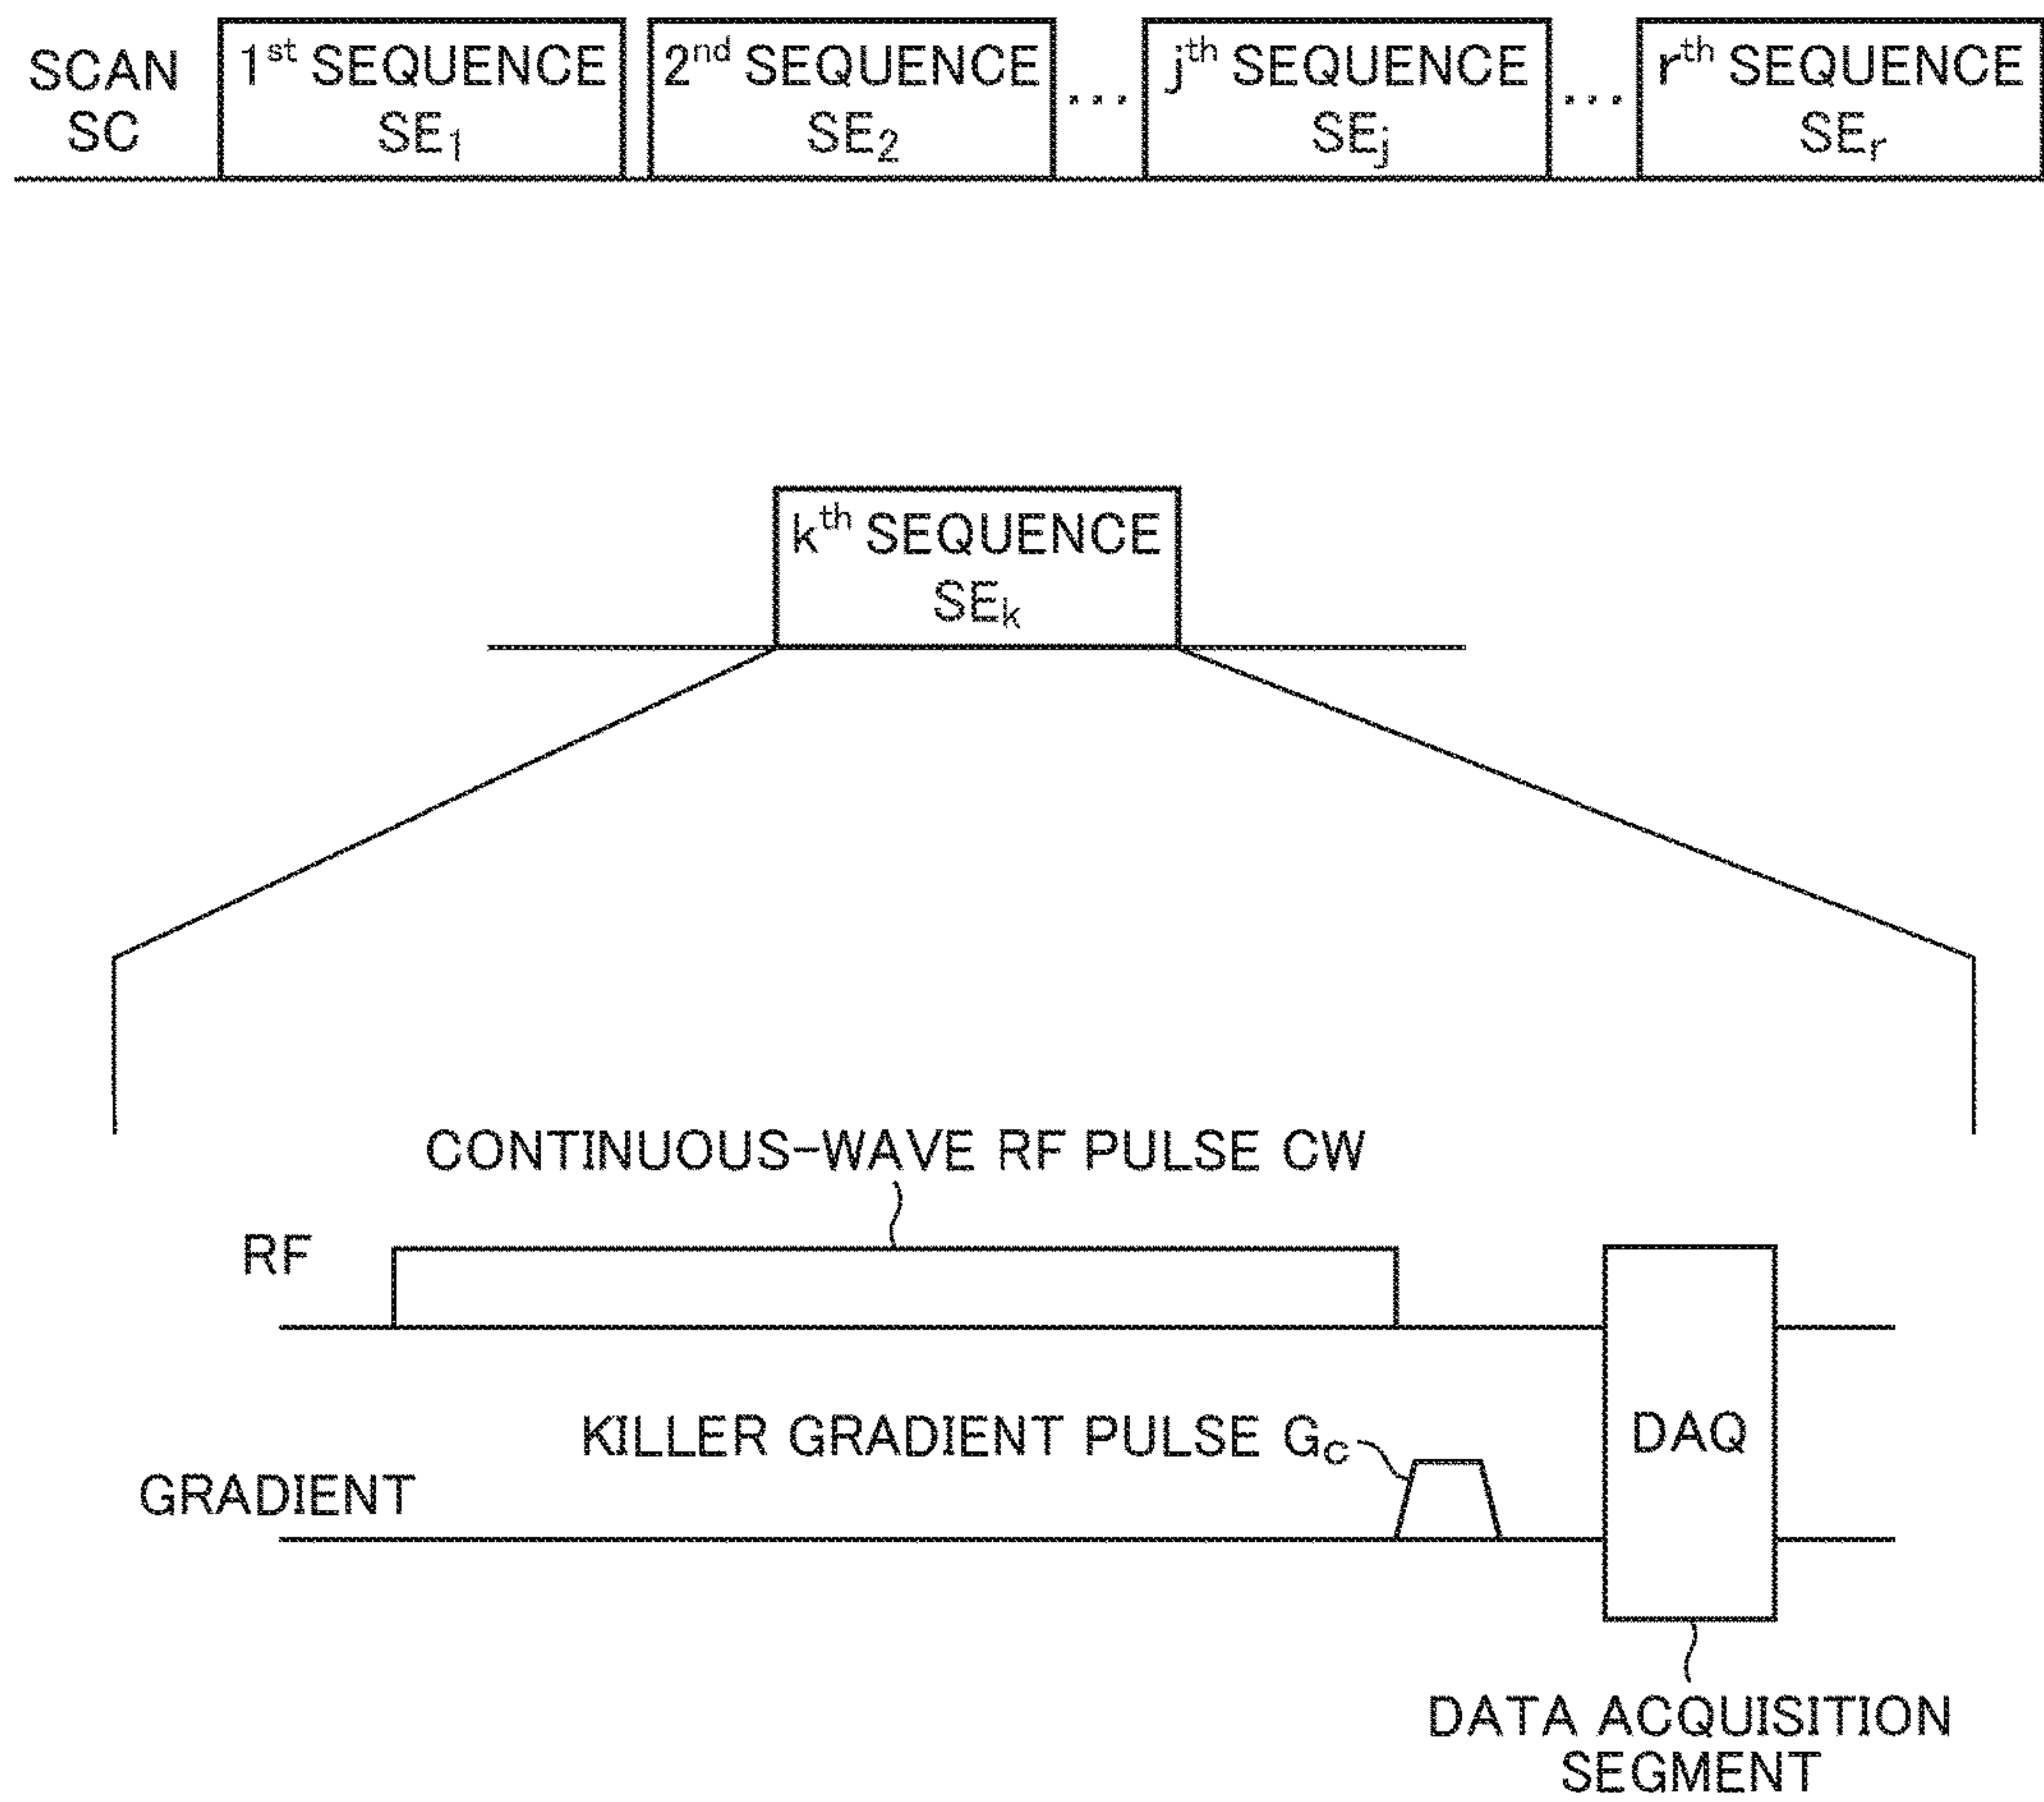 SCAN SC
1st SEQUENCE
SE1
2nd SEQUENCE
SE2
...
jth SEQUENCE
SEj
...
rth SEQUENCE
SEr
kth SEQUENCE
SEk
CONTINUOUS-WAVE RF PULSE CW
RF
KILLER GRADIENT PULSE Gc
GRADIENT
DAQ
DATA ACQUISITION
SEGMENT